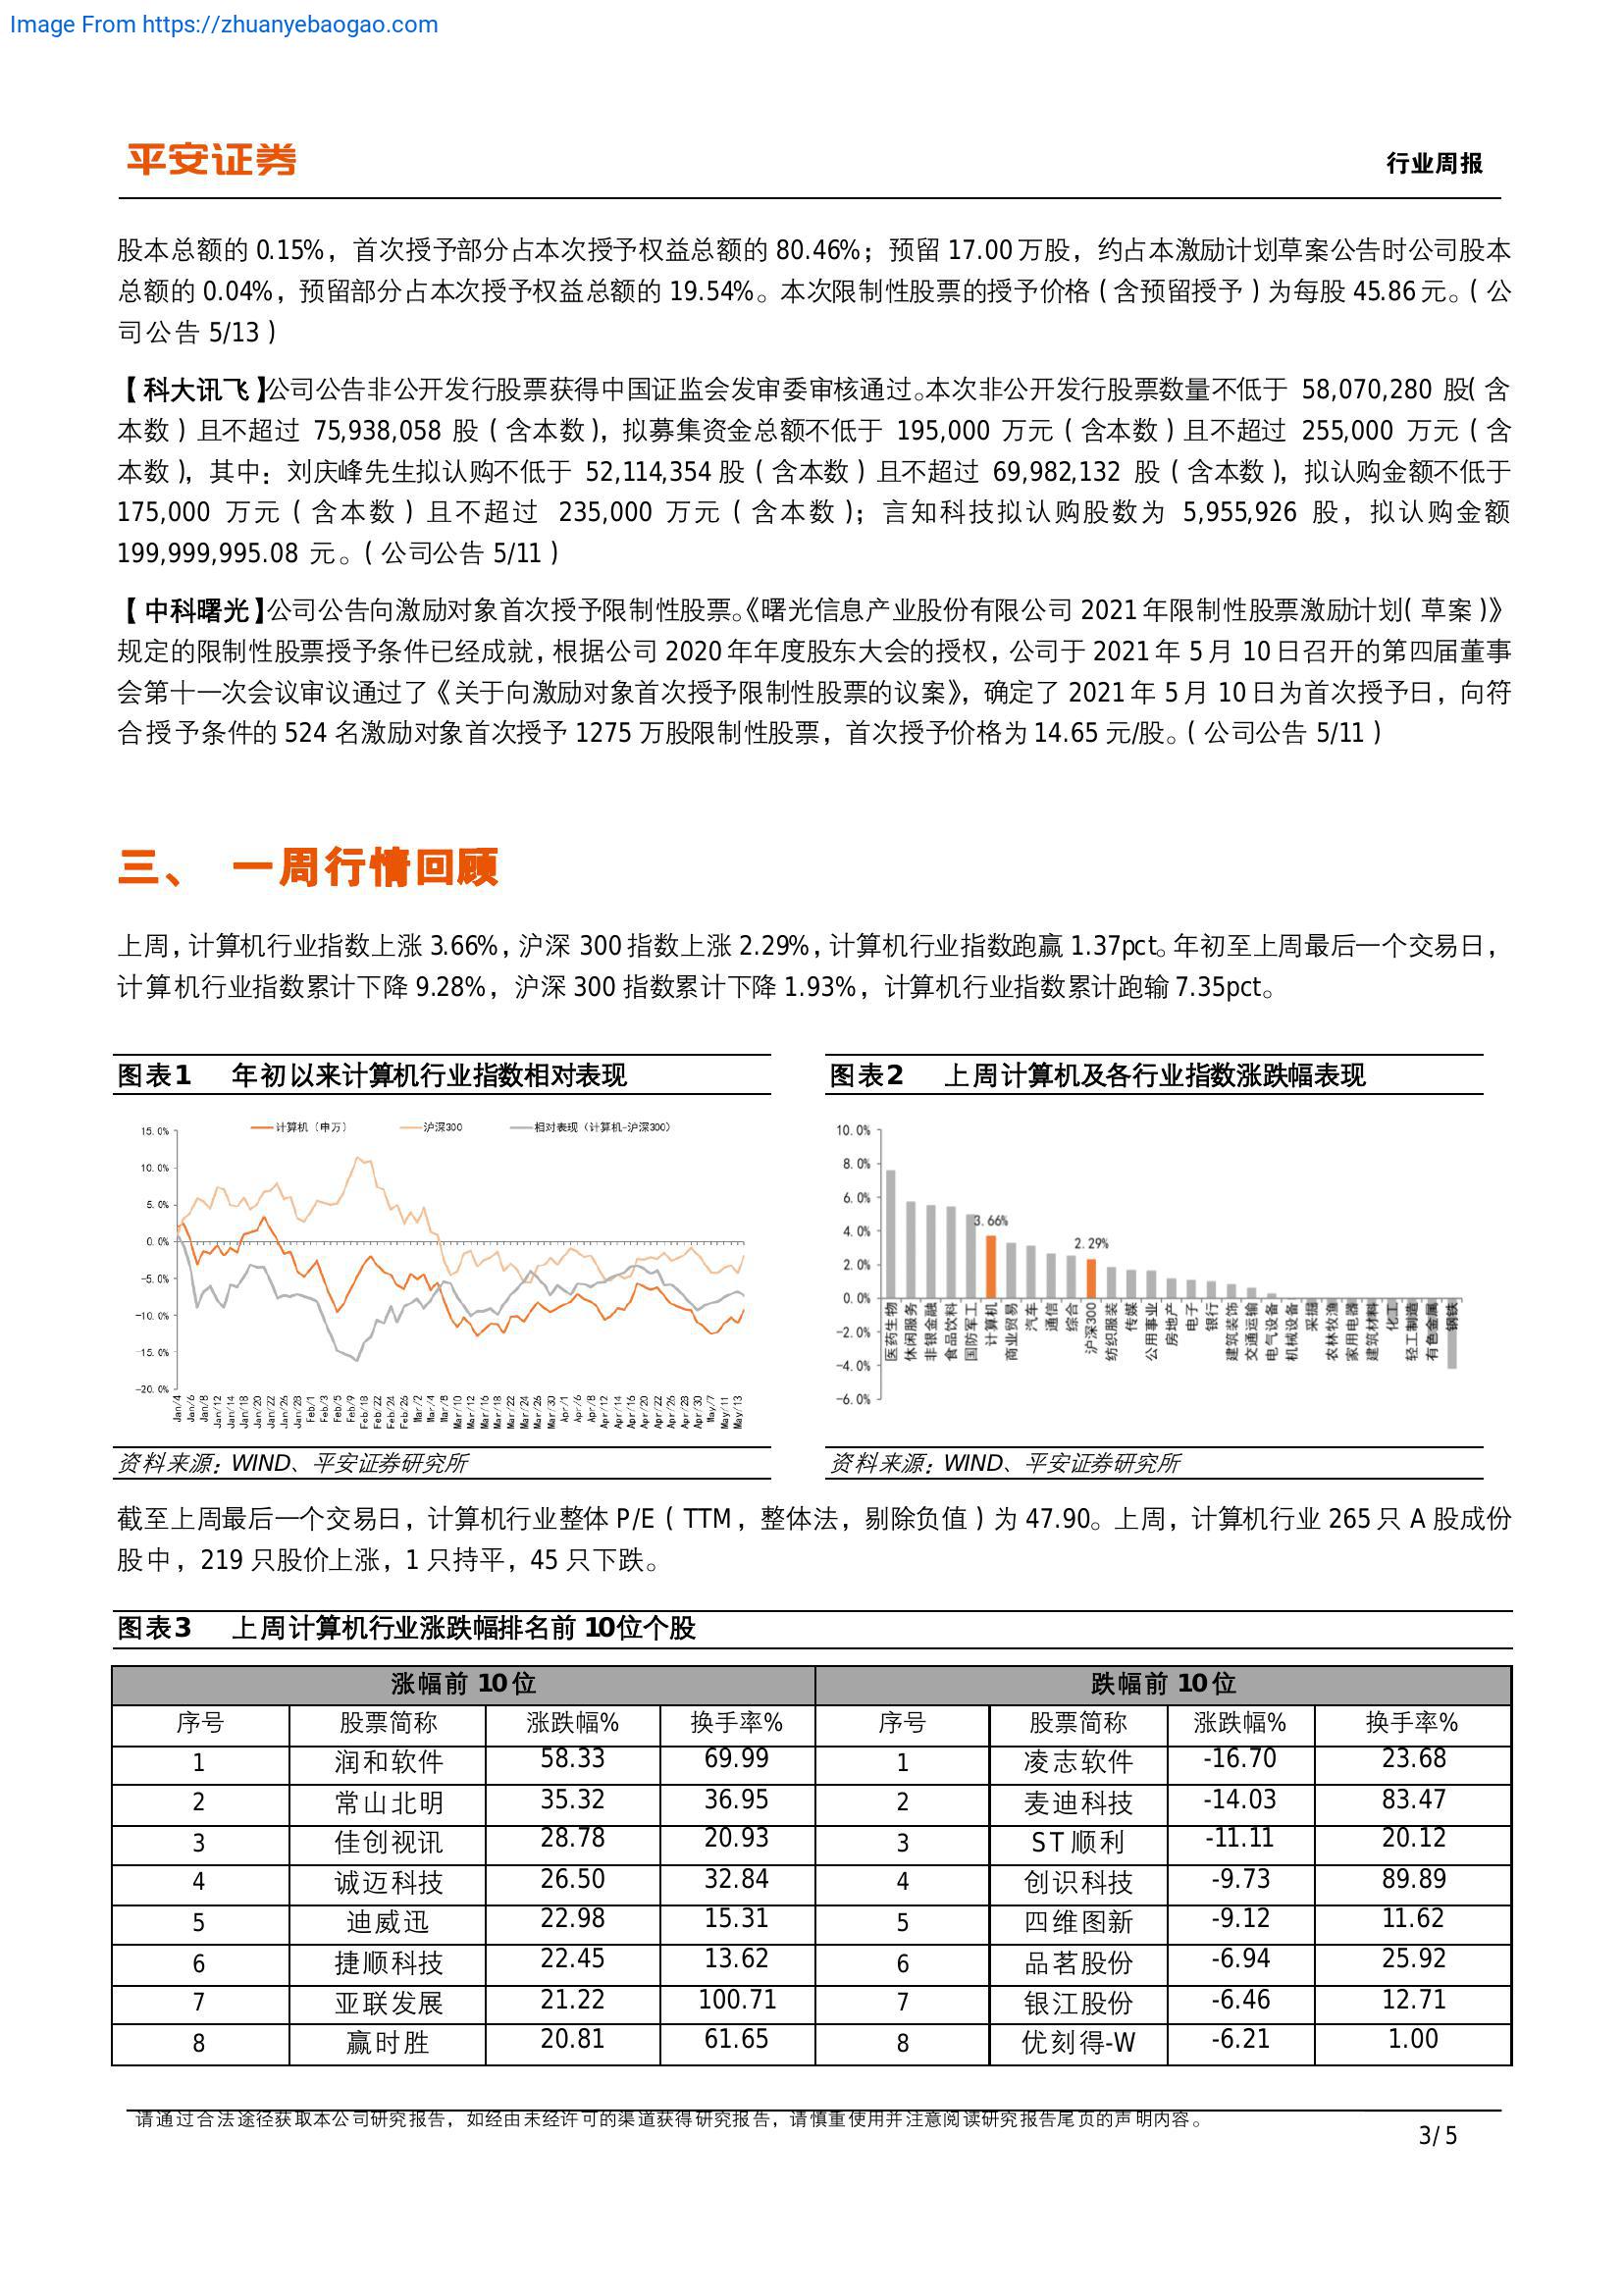 Image From https://zhuanyebaogao.com
平安证券
行业周报
股本总额的 0.15%，首次授予部分占本次授予权益总额的 80.46%；预留 17.00 万股，约占本激励计划草案公告时公司股本
总额的 0.04%，预留部分占本次授予权益总额的 19.54%。本次限制性股票的授予价格（含预留授予）为每股 45.86 元。（公
司公告 5/13）
【科大讯飞】公司公告非公开发行股票获得中国证监会发审委审核通过。本次非公开发行股票数量不低于 58,070,280 股（含
本数）且不超过 75,938,058 股（含本数），拟募集资金总额不低于 195,000 万元（含本数）且不超过 255,000 万元（含
本数），其中：刘庆峰先生拟认购不低于 52,114,354 股（含本数）且不超过 69,982,132 股（含本数），拟认购金额不低于
175,000 万元（含本数）且不超过 235,000 万元（含本数）；言知科技拟认购股数为 5,955,926 股，拟认购金额
199,999,995.08 元。（公司公告 5/11）
【中科曙光】公司公告向激励对象首次授予限制性股票。《曙光信息产业股份有限公司 2021 年限制性股票激励计划（草案）》
规定的限制性股票授予条件已经成就，根据公司 2020 年年度股东大会的授权，公司于 2021 年 5 月 10 日召开的第四届董事
会第十一次会议审议通过了《关于向激励对象首次授予限制性股票的议案》，确定了 2021 年 5 月 10 日为首次授予日，向符
合授予条件的 524 名激励对象首次授予 1275 万股限制性股票，首次授予价格为 14.65 元/股。（公司公告 5/11）
三、 一周行情回顾
上周，计算机行业指数上涨 3.66%，沪深 300 指数上涨 2.29%，计算机行业指数跑赢 1.37pct。年初至上周最后一个交易日，
计算机行业指数累计下降 9.28%，沪深 300 指数累计下降 1.93%，计算机行业指数累计跑输 7.35pct。
图表1 年初以来计算机行业指数相对表现
计算机（申万） 沪深300 相对表现（计算机-沪深300）
15.0%
10.0%
5.0%
0.0%
-5.0%
-10.0%
-15.0%
-20.0%
Jan/4 Jan/6 Jan/8 Jan/12 Jan/14 Jan/18 Jan/20 Jan/22 Jan/26 Jan/28 Feb/1 Feb/3 Feb/5 Feb/9 Feb/18 Feb/22 Feb/24 Feb/26 Mar/2 Mar/4 Mar/8 Mar/10 Mar/12 Mar/16 Mar/18 Mar/22 Mar/24 Mar/26 Mar/30 Apr/1 Apr/6 Apr/8 Apr/12 Apr/14 Apr/16 Apr/20 Apr/22 Apr/26 Apr/28 Apr/30 May/7 May/11 May/13
资料来源：WIND、平安证券研究所
图表2 上周计算机及各行业指数涨跌幅表现
10.0%
8.0%
6.0%
4.0%
2.0%
0.0%
-2.0%
-4.0%
-6.0%
3.66%
2.29%
医药生物 休闲服务 非银金融 食品饮料 国防军工 计算机 商业贸易 汽车 通信 综合 沪深300 纺织服装 传媒 公用事业 房地产 电子 银行 建筑装饰 交通运输 电气设备 机械设备 采掘 农林牧渔 家用电器 建筑材料 化工 轻工制造 有色金属 钢铁
资料来源：WIND、平安证券研究所
截至上周最后一个交易日，计算机行业整体 P/E（TTM，整体法，剔除负值）为 47.90。上周，计算机行业 265 只 A 股成份
股中，219 只股价上涨，1 只持平，45 只下跌。
图表3 上周计算机行业涨跌幅排名前 10位个股
涨幅前 10 位 跌幅前 10 位
序号 股票简称 涨跌幅% 换手率% 序号 股票简称 涨跌幅% 换手率%
1 润和软件 58.33 69.99 1 凌志软件 -16.70 23.68
2 常山北明 35.32 36.95 2 麦迪科技 -14.03 83.47
3 佳创视讯 28.78 20.93 3 ST 顺利 -11.11 20.12
4 诚迈科技 26.50 32.84 4 创识科技 -9.73 89.89
5 迪威迅 22.98 15.31 5 四维图新 -9.12 11.62
6 捷顺科技 22.45 13.62 6 品茗股份 -6.94 25.92
7 亚联发展 21.22 100.71 7 银江股份 -6.46 12.71
8 赢时胜 20.81 61.65 8 优刻得-W -6.21 1.00
请通过合法途径获取本公司研究报告，如经由未经许可的渠道获得研究报告，请慎重使用并注意阅读研究报告尾页的声明内容。
3/ 5